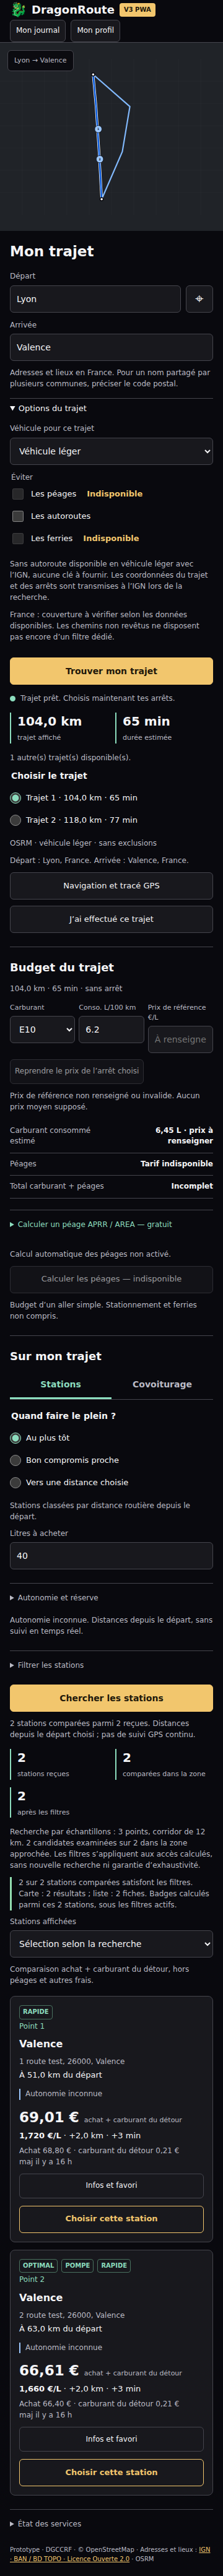 DragonRoute V3 PWA
Mon journal Mon profil
Lyon → Valence
Mon trajet
Départ
Lyon
Arrivée
Valence
Adresses et lieux en France. Pour un nom partagé par
plusieurs communes, préciser le code postal.
▼ Options du trajet
Véhicule pour ce trajet
Véhicule léger
Éviter
Les péages Indisponible
Les autoroutes
Les ferries Indisponible
Sans autoroute disponible en véhicule léger avec
l’IGN, aucune clé à fournir. Les coordonnées du trajet
et des arrêts sont transmises à l’IGN lors de la
recherche.
France : couverture à vérifier selon les données
disponibles. Les chemins non revêtus ne disposent
pas encore d’un filtre dédié.
Trouver mon trajet
Trajet prêt. Choisis maintenant tes arrêts.
104,0 km 65 min
trajet affiché durée estimée
1 autre(s) trajet(s) disponible(s).
Choisir le trajet
Trajet 1 · 104,0 km · 65 min
Trajet 2 · 118,0 km · 77 min
OSRM · véhicule léger · sans exclusions
Départ : Lyon, France. Arrivée : Valence, France.
Navigation et tracé GPS
J’ai effectué ce trajet
Budget du trajet
104,0 km · 65 min · sans arrêt
Carburant Conso. L/100 km Prix de référence
€/L
E10 6.2 À renseigner
Reprendre le prix de l’arrêt choisi
Prix de référence non renseigné ou invalide. Aucun
prix moyen supposé.
Carburant consommé 6,45 L · prix à
estimé renseigner
Péages Tarif indisponible
Total carburant + péages Incomplet
▶ Calculer un péage APRR / AREA — gratuit
Calcul automatique des péages non activé.
Calculer les péages — indisponible
Budget d’un aller simple. Stationnement et ferries
non compris.
Sur mon trajet
Stations Covoiturage
Quand faire le plein ?
Au plus tôt
Bon compromis proche
Vers une distance choisie
Stations classées par distance routière depuis le
départ.
Litres à acheter
40
▶ Autonomie et réserve
Autonomie inconnue. Distances depuis le départ, sans
suivi en temps réel.
▶ Filtrer les stations
Chercher les stations
2 stations comparées parmi 2 reçues. Distances
depuis le départ choisi ; pas de suivi GPS continu.
2 2
stations reçues comparées dans la zone
2
après les filtres
Recherche par échantillons : 3 points, corridor de 12
km. 2 candidates examinées sur 2 dans la zone
approchée. Les filtres s’appliquent aux accès calculés,
sans nouvelle recherche ni garantie d’exhaustivité.
2 sur 2 stations comparées satisfont les filtres.
Carte : 2 résultats ; liste : 2 fiches. Badges calculés
parmi ces 2 stations, sous les filtres actifs.
Stations affichées
Sélection selon la recherche
Comparaison achat + carburant du détour, hors
péages et autres frais.
RAPIDE
Point 1
Valence
1 route test, 26000, Valence
À 51,0 km du départ
Autonomie inconnue
69,01 € achat + carburant du détour
1,720 €/L · +2,0 km · +3 min
Achat 68,80 € · carburant du détour 0,21 €
maj il y a 16 h
Infos et favori
Choisir cette station
OPTIMAL POMPE RAPIDE
Point 2
Valence
2 route test, 26000, Valence
À 63,0 km du départ
Autonomie inconnue
66,61 € achat + carburant du détour
1,660 €/L · +2,0 km · +3 min
Achat 66,40 € · carburant du détour 0,21 €
maj il y a 16 h
Infos et favori
Choisir cette station
▶ État des services
Prototype · DGCCRF · © OpenStreetMap · Adresses et lieux : IGN
· BAN / BD TOPO · Licence Ouverte 2.0 · OSRM